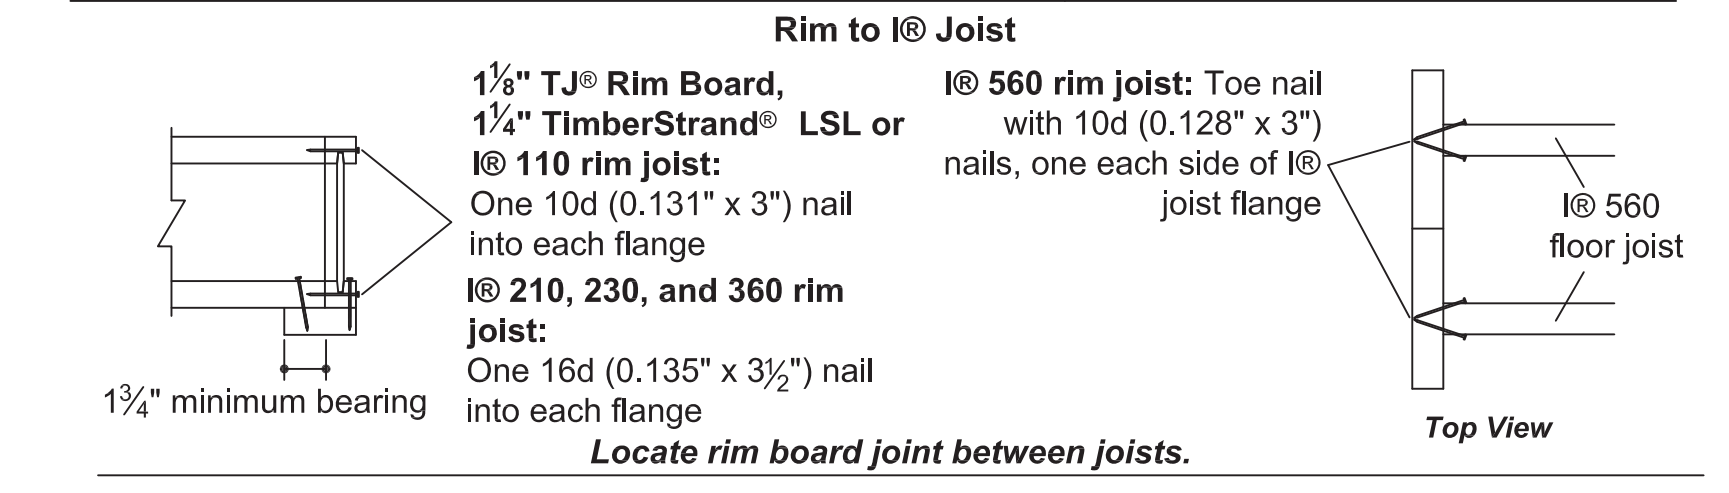 Rim to I® Joist
1⅛" TJ® Rim Board,
1¼" TimberStrand® LSL or
I® 110 rim joist:
One 10d (0.131" x 3") nail
into each flange
I® 210, 230, and 360 rim
joist:
One 16d (0.135" x 3½") nail
into each flange
1¾" minimum bearing
I® 560 rim joist: Toe nail
with 10d (0.128" x 3")
nails, one each side of I®
joist flange
I® 560
floor joist
Top View
Locate rim board joint between joists.